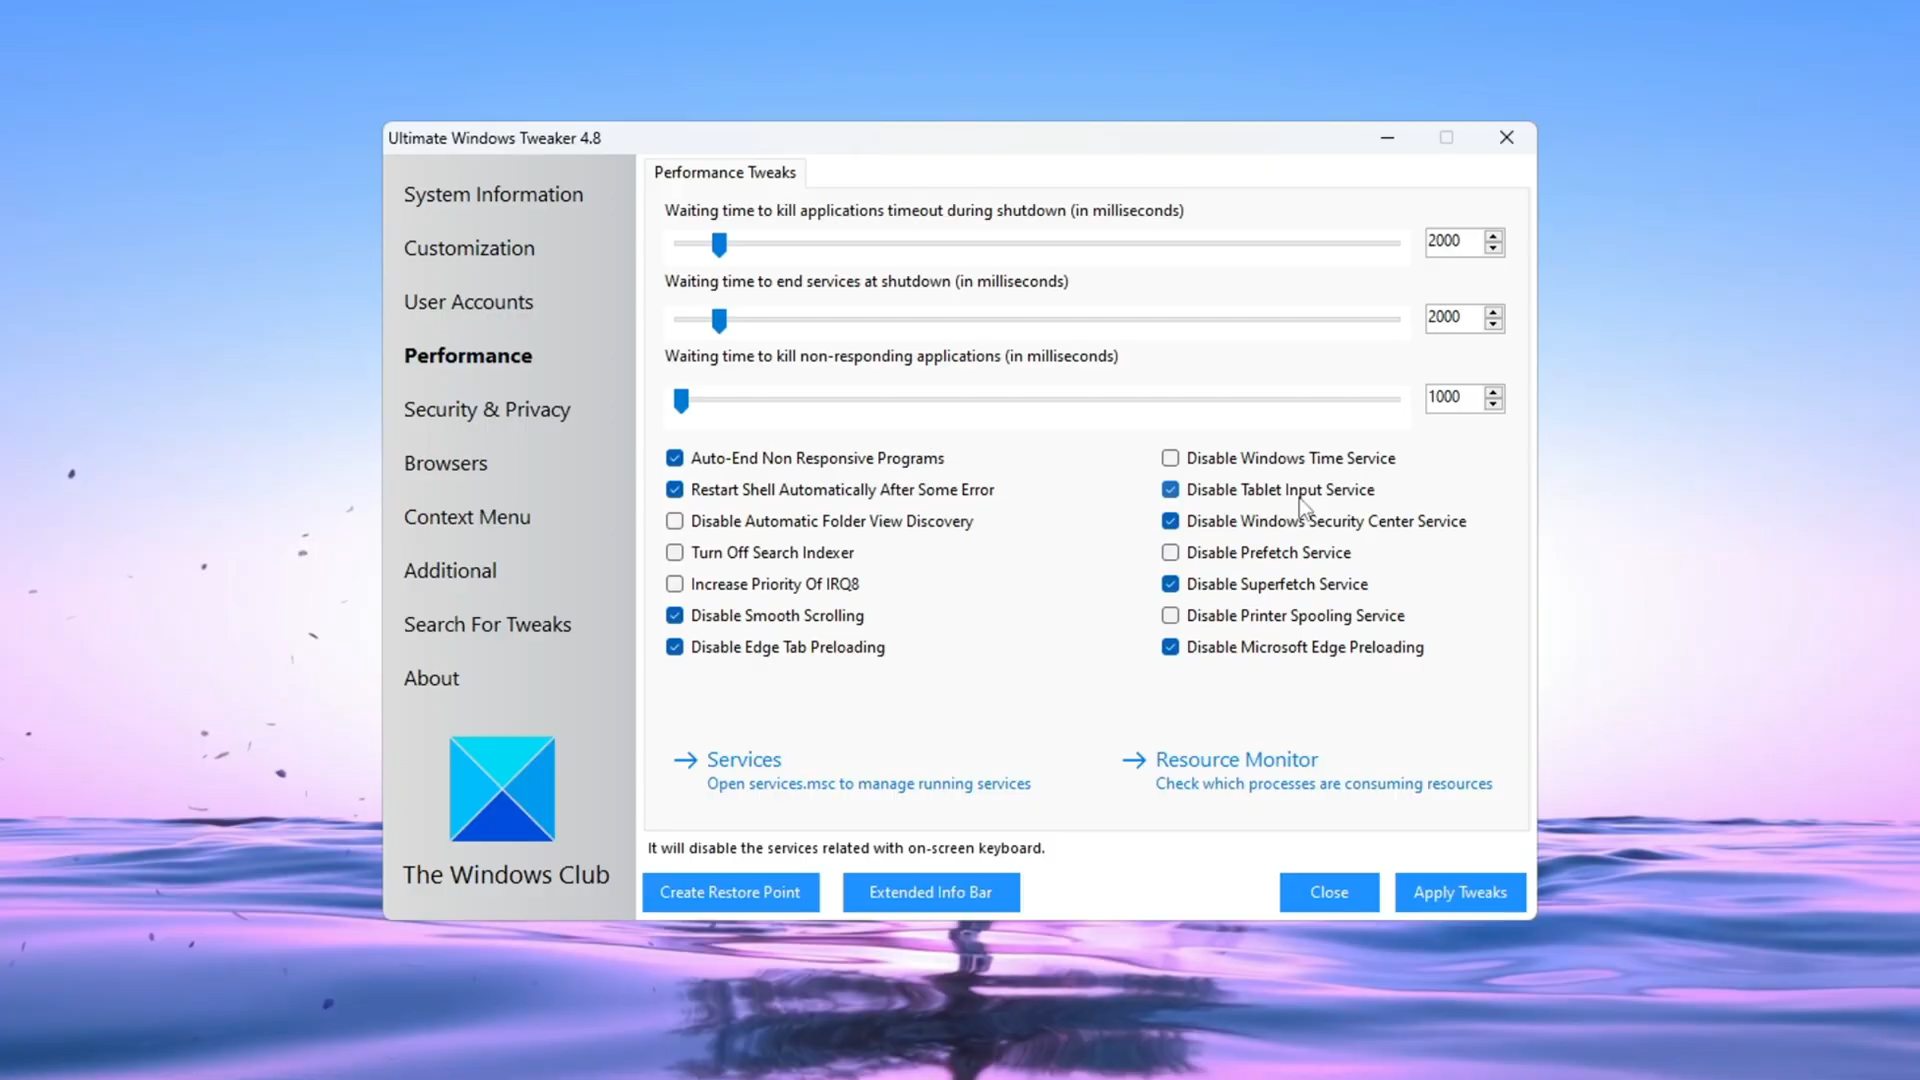 Ultimate Windows Tweaker 4.8
System Information
Customization
User Accounts
Performance
Security & Privacy
Browsers
Context Menu
Additional
Search For Tweaks
About
The Windows Club
Performance Tweaks
Waiting time to kill applications timeout during shutdown (in milliseconds)
2000
Waiting time to end services at shutdown (in milliseconds)
2000
Waiting time to kill non-responding applications (in milliseconds)
1000
Auto-End Non Responsive Programs
Restart Shell Automatically After Some Error
Disable Automatic Folder View Discovery
Turn Off Search Indexer
Increase Priority Of IRQ8
Disable Smooth Scrolling
Disable Edge Tab Preloading
Disable Windows Time Service
Disable Tablet Input Service
Disable Windows Security Center Service
Disable Prefetch Service
Disable Superfetch Service
Disable Printer Spooling Service
Disable Microsoft Edge Preloading
Services
Open services.msc to manage running services
Resource Monitor
Check which processes are consuming resources
It will disable the services related with on-screen keyboard.
Create Restore Point
Extended Info Bar
Close
Apply Tweaks